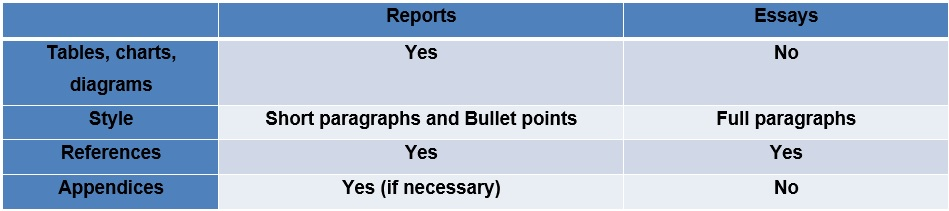 Reports Essays
Tables, charts, Yes No
diagrams
Style Short paragraphs and Bullet points Full paragraphs
References Yes Yes
Appendices Yes (if necessary) No